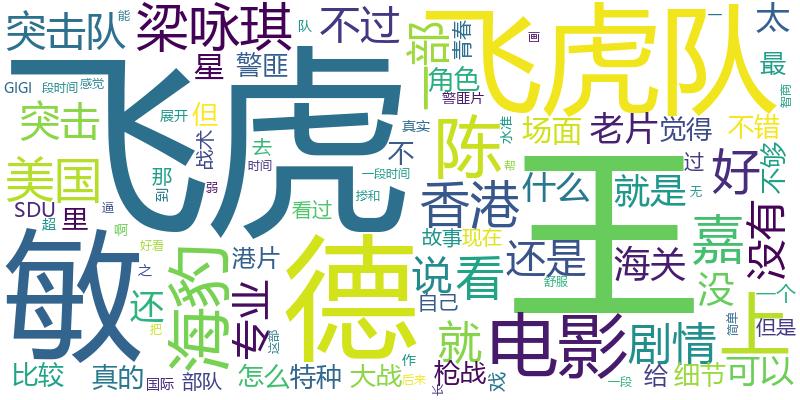 飞虎
飞虎队
王
敏
德
突击队
能
梁咏琪
队
不过
一部
青春
画
一
太
GIGI
段时间
感觉
星
警匪
角色
警匪片
最
智商
突击
展开
但
战术
去
时间
真实
一段时间
陈
水准
场面
老片
觉得
不错
美国
那
到
弱
不
掺和
香港
帮
什么
就是
过
无
好
不够
SDU
里
超
逼
看过
啊
好看
之
海豹
港片
故事
现在
说
看
还是
舒服
海关
嘉
没
没有
一个
还
把
专业
这部
自己
就
电影
剧情
上
简单
但是
比较
真的
国际
部队
怎么
特种
大战
作
后来
枪战
长
戏
一段
给
细节
可以